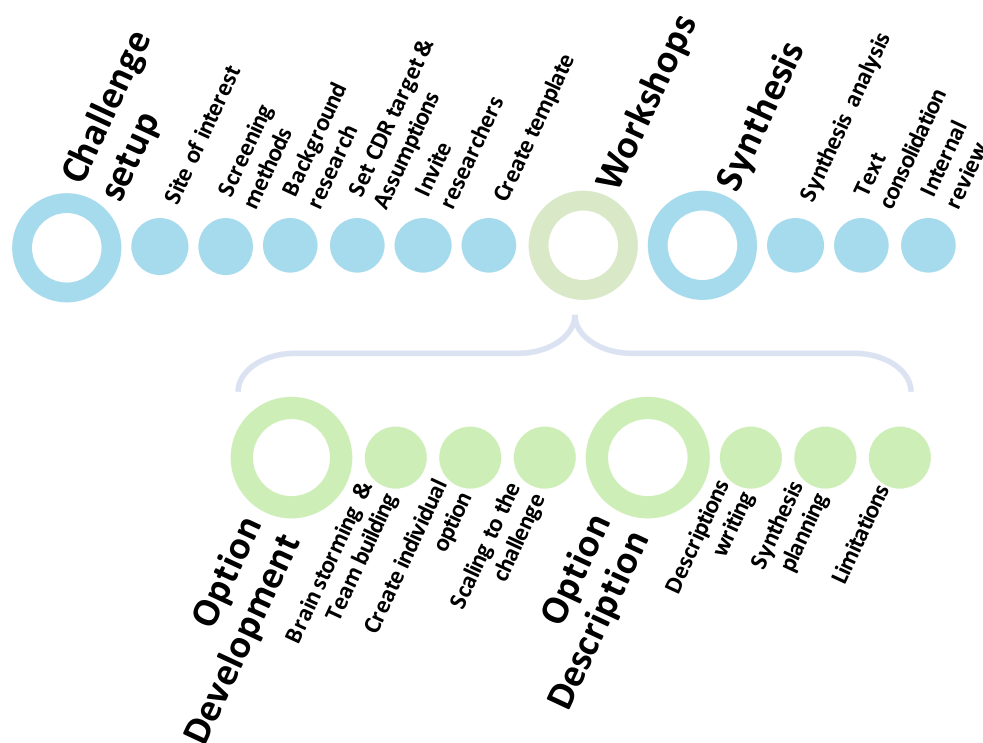 Challenge
setup
Site of interest
Screening
methods
Background
research
Set CDR target &
Assumptions
Invite
researchers
Create template
Workshops
Synthesis
Synthesis analysis
Text
consolidation
Internal
review
Option
Development
Brain storming &
Team building
Create individual
option
Scaling to the
challenge
Option
Description
Descriptions
writing
Synthesis
planning
Limitations